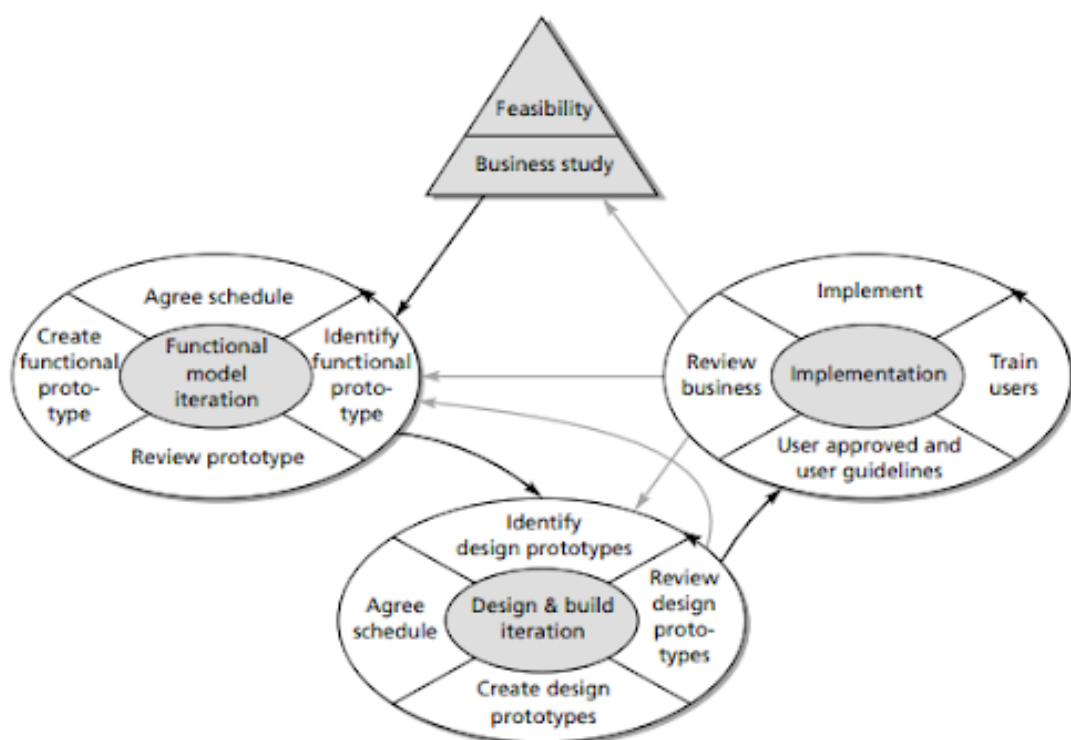 Feasibility
Business study
Agree schedule
Create
functional
proto-
type
Functional
model
iteration
Identify
functional
proto-
type
Review prototype
Implement
Review
business
Implementation
Train
users
User approved and
user guidelines
Identify
design prototypes
Agree
schedule
Design & build
iteration
Review
design
proto-
types
Create design
prototypes